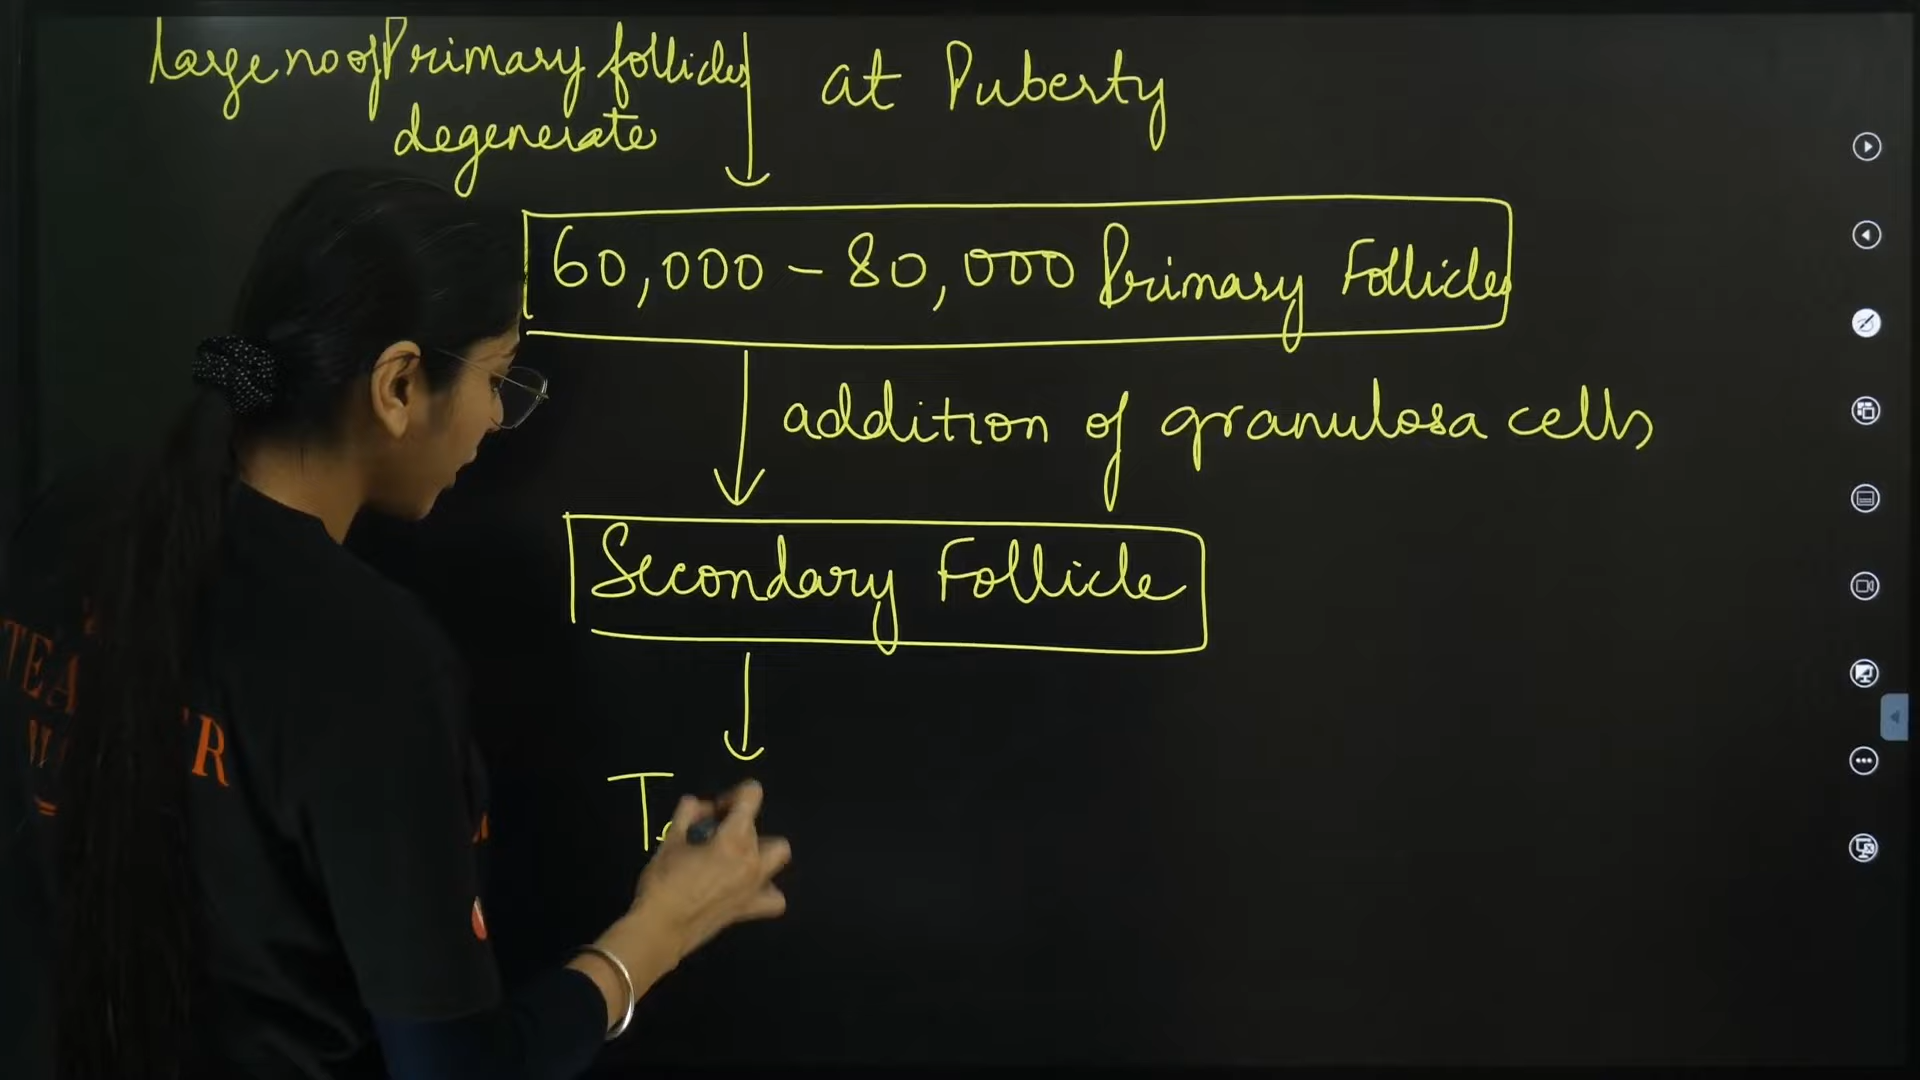 Large no of Primary follicles
degenerate
at Puberty
60,000 - 80,000 Primary Follicles
addition of granulosa cells
Secondary Follicle